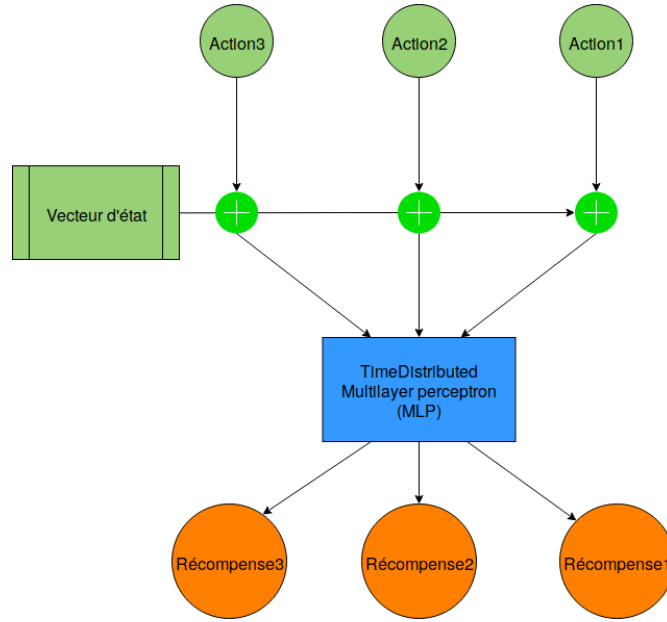 Action3
Action2
Action1
Vecteur d'état
TimeDistributed
Multilayer perceptron
(MLP)
Récompense3
Récompense2
Récompense1